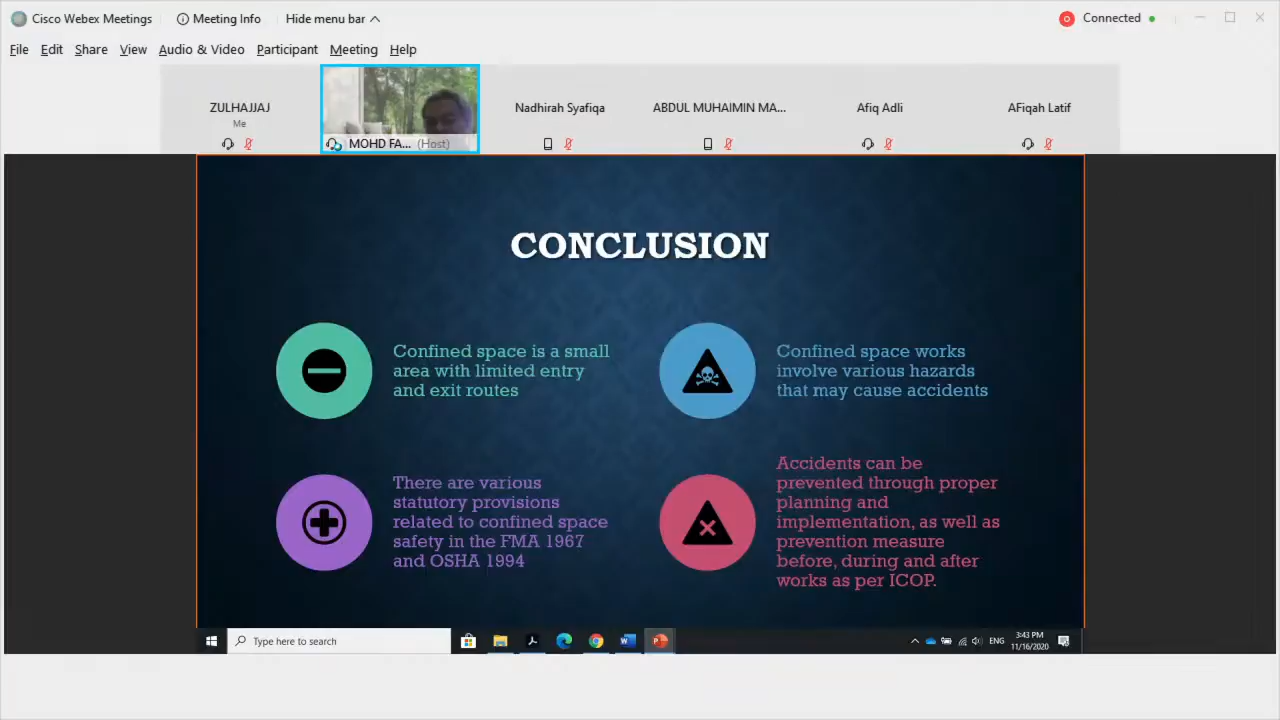 Cisco Webex Meetings Meeting Info Hide menu bar Connected
File Edit Share View Audio & Video Participant Meeting Help
ZULHAJJAJ
Me
MOHD FA... (Host)
Nadhirah Syafiqa
ABDUL MUHAIMIN MA...
Afiq Adli
AFiqah Latif
CONCLUSION
Confined space is a small
area with limited entry
and exit routes
Confined space works
involve various hazards
that may cause accidents
There are various
statutory provisions
related to confined space
safety in the FMA 1967
and OSHA 1994
Accidents can be
prevented through proper
planning and
implementation, as well as
prevention measure
before, during and after
works as per ICOP.
Type here to search
ENG
3:43 PM
11/16/2020